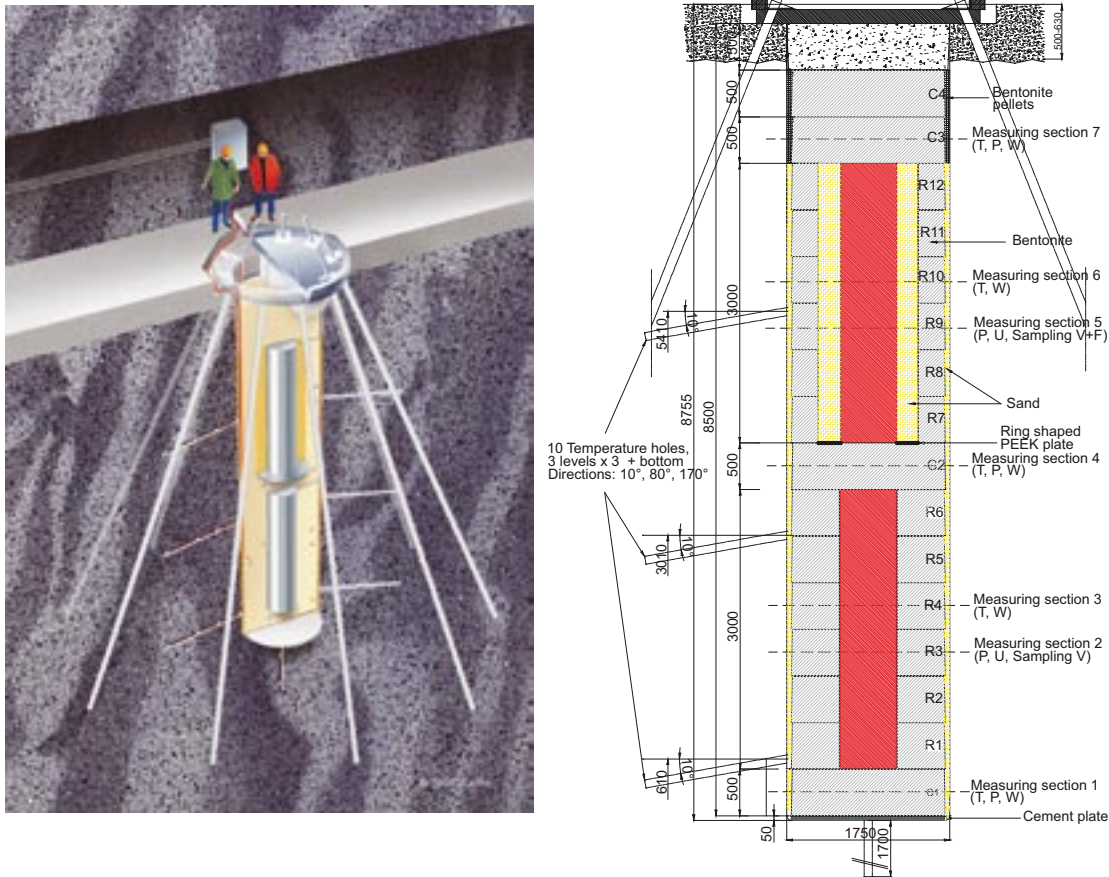 500-630
500
C4
Bentonite
pellets
500
C3
Measuring section 7
(T, P, W)
500
R12
R11
Bentonite
R10
Measuring section 6
(T, W)
3000
5410
10°
R9
Measuring section 5
(P, U, Sampling V+F)
R8
8755
8500
Sand
R7
Ring shaped
PEEK plate
10 Temperature holes,
3 levels x 3 + bottom
Directions: 10°, 80°, 170°
500
C2
Measuring section 4
(T, P, W)
R6
3010
10°
R5
R4
Measuring section 3
(T, W)
3000
R3
Measuring section 2
(P, U, Sampling V)
R2
R1
610
10°
500
C1
Measuring section 1
(T, P, W)
Cement plate
50
1750
1700